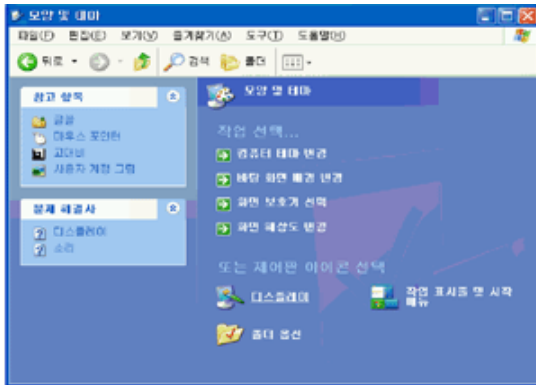 모양 및 테마
파일(F) 편집(E) 보기(V) 즐겨찾기(A) 도구(T) 도움말(H)
뒤로 검색 폴더
참고 항목
글꼴
마우스 포인터
고대비
사용자 계정 그림
문제 해결사
디스플레이
소리
모양 및 테마
작업 선택...
컴퓨터 테마 변경
바탕 화면 배경 변경
화면 보호기 선택
화면 해상도 변경
또는 제어판 아이콘 선택
디스플레이
작업 표시줄 및 시작
메뉴
폴더 옵션